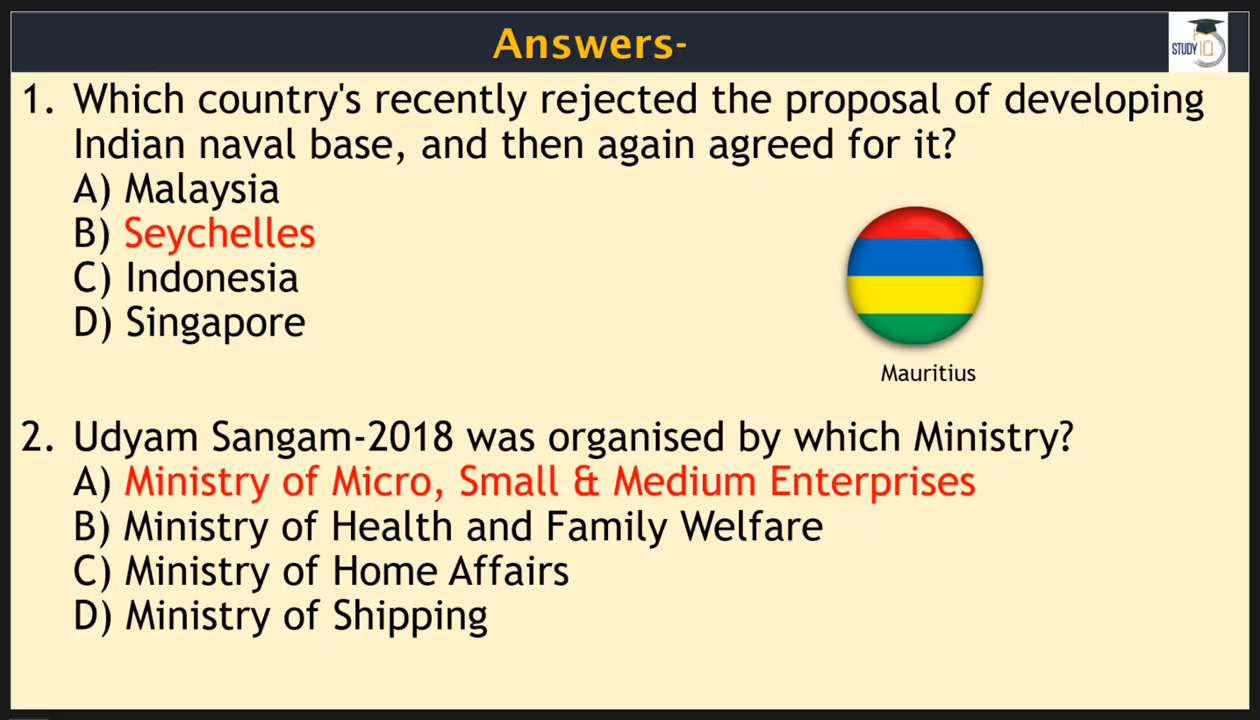 Answers-
STUDY IQ
1. Which country's recently rejected the proposal of developing
Indian naval base, and then again agreed for it?
A) Malaysia
B) Seychelles
C) Indonesia
D) Singapore
Mauritius
2. Udyam Sangam-2018 was organised by which Ministry?
A) Ministry of Micro, Small & Medium Enterprises
B) Ministry of Health and Family Welfare
C) Ministry of Home Affairs
D) Ministry of Shipping